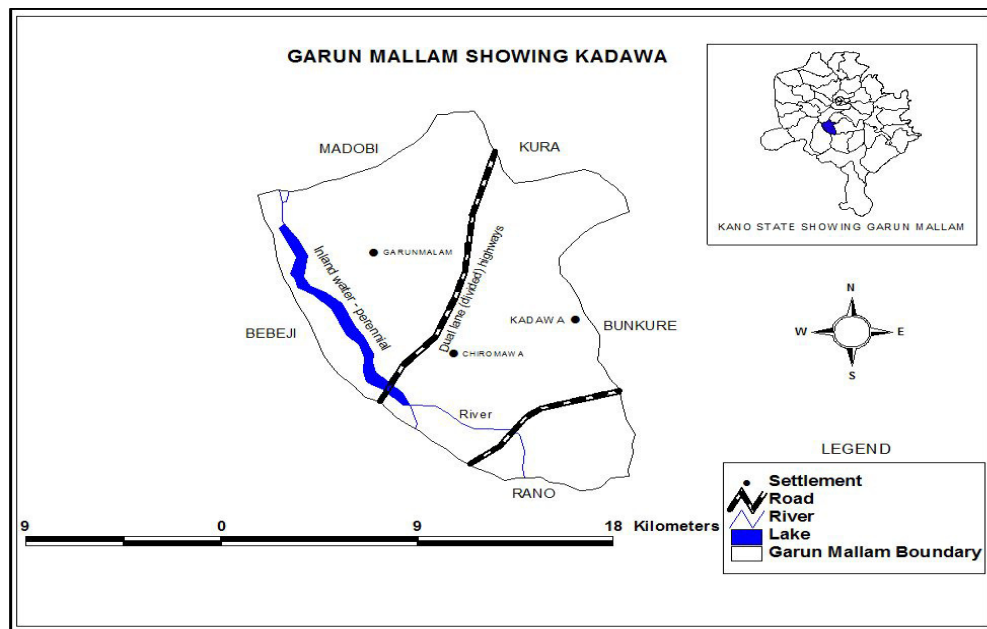 GARUN MALLAM SHOWING KADAWA
MADOBI
KURA
KANO STATE SHOWING GARUN MALLAM
GARUNMALAM
Inland water - perennial
Dual lane (divided) highways
KADAWA
BUNKURE
BEBEJI
CHIROMAWA
N
W
E
S
River
RANO
LEGEND
Settlement
Road
River
Lake
Garun Mallam Boundary
9 0 9 18 Kilometers